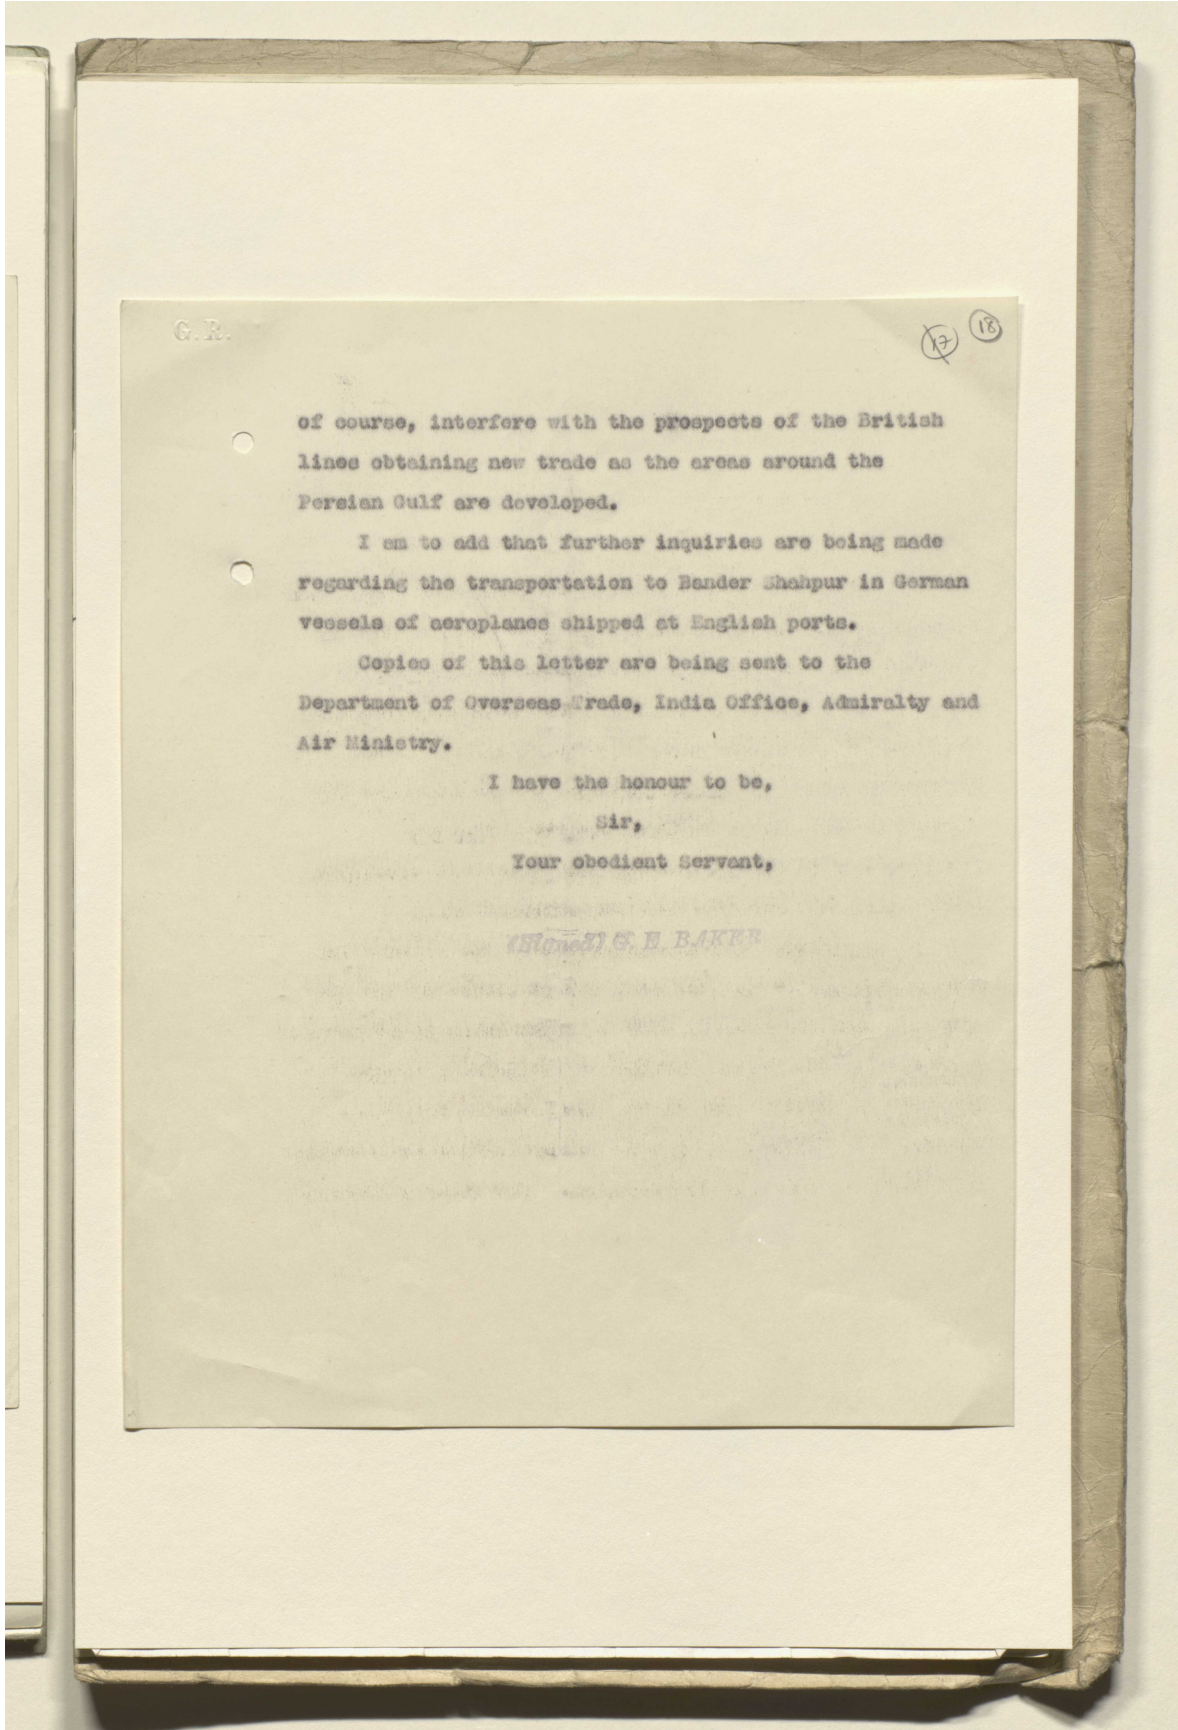 G.R.
17 18
of course, interfere with the prospects of the British
lines obtaining new trade as the areas around the
Persian Gulf are developed.
I am to add that further inquiries are being made
regarding the transportation to Bander Shahpur in German
vessels of aeroplanes shipped at English ports.
Copies of this letter are being sent to the
Department of Overseas Trade, India Office, Admiralty and
Air Ministry.
I have the honour to be,
Sir,
Your obedient Servant,
(Signed) G. E. BAKER